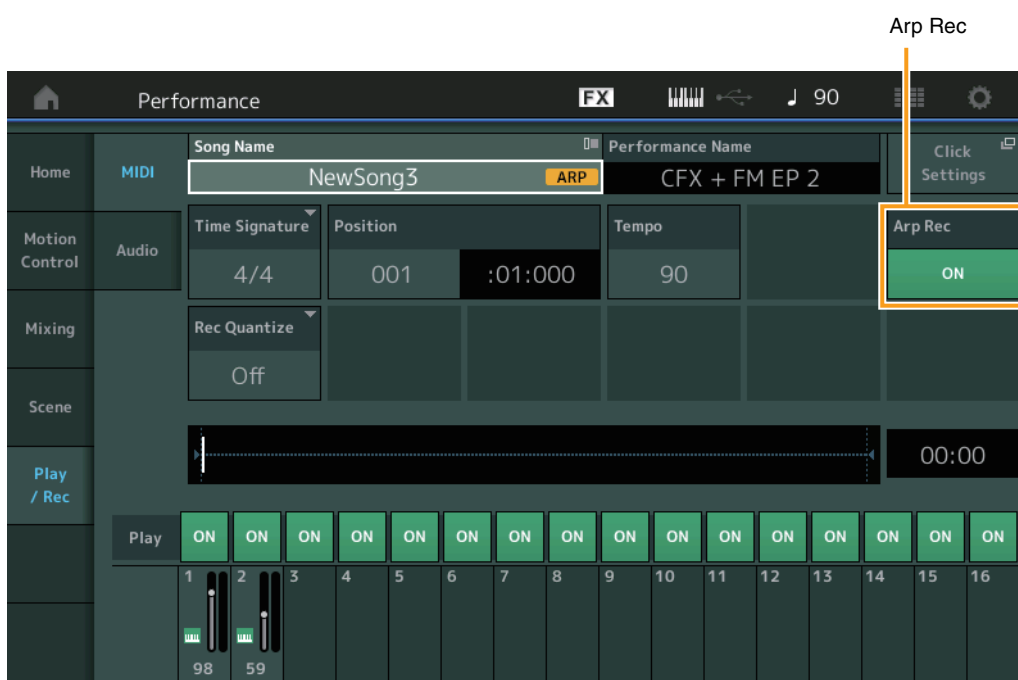 Arp Rec
Performance
FX
90
Home
MIDI
Song Name
NewSong3
ARP
Performance Name
CFX + FM EP 2
Click
Settings
Motion
Control
Audio
Time Signature
4/4
Position
001
:01:000
Tempo
90
Arp Rec
ON
Mixing
Rec Quantize
Off
Scene
00:00
Play
/ Rec
Play
ON ON ON ON ON ON ON ON ON ON ON ON ON ON ON ON
1 2 3 4 5 6 7 8 9 10 11 12 13 14 15 16
98 59